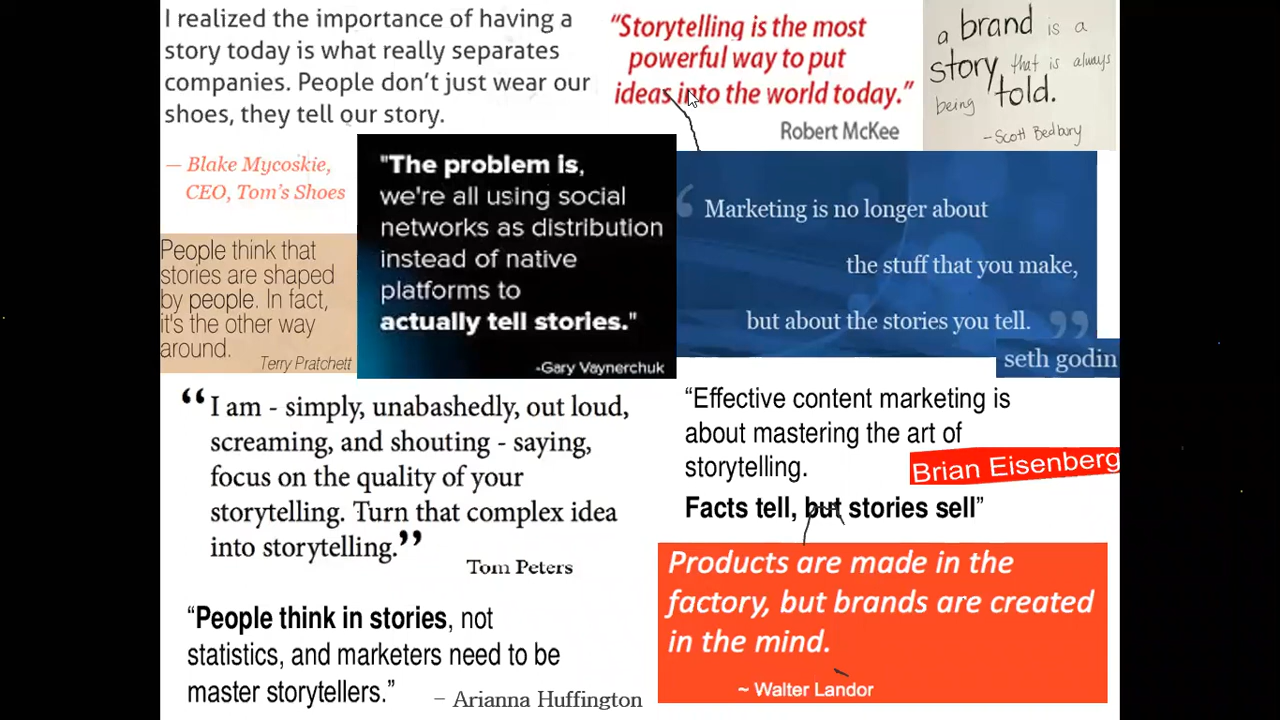 I realized the importance of having a
story today is what really separates
companies. People don't just wear our
shoes, they tell our story.
— Blake Mycoskie,
CEO, Tom's Shoes
“Storytelling is the most
powerful way to put
ideas into the world today.”
Robert McKee
a brand is a
story that is always
being told.
- Scott Bedbury
People think that
stories are shaped
by people. In fact,
it's the other way
around.
Terry Pratchett
"The problem is,
we're all using social
networks as distribution
instead of native
platforms to
actually tell stories."
-Gary Vaynerchuk
“ Marketing is no longer about
the stuff that you make,
but about the stories you tell. ”
seth godin
“I am - simply, unabashedly, out loud,
screaming, and shouting - saying,
focus on the quality of your
storytelling. Turn that complex idea
into storytelling.”
Tom Peters
“Effective content marketing is
about mastering the art of
storytelling.
Brian Eisenberg
Facts tell, but stories sell”
“People think in stories, not
statistics, and marketers need to be
master storytellers.”
– Arianna Huffington
Products are made in the
factory, but brands are created
in the mind.
~ Walter Landor